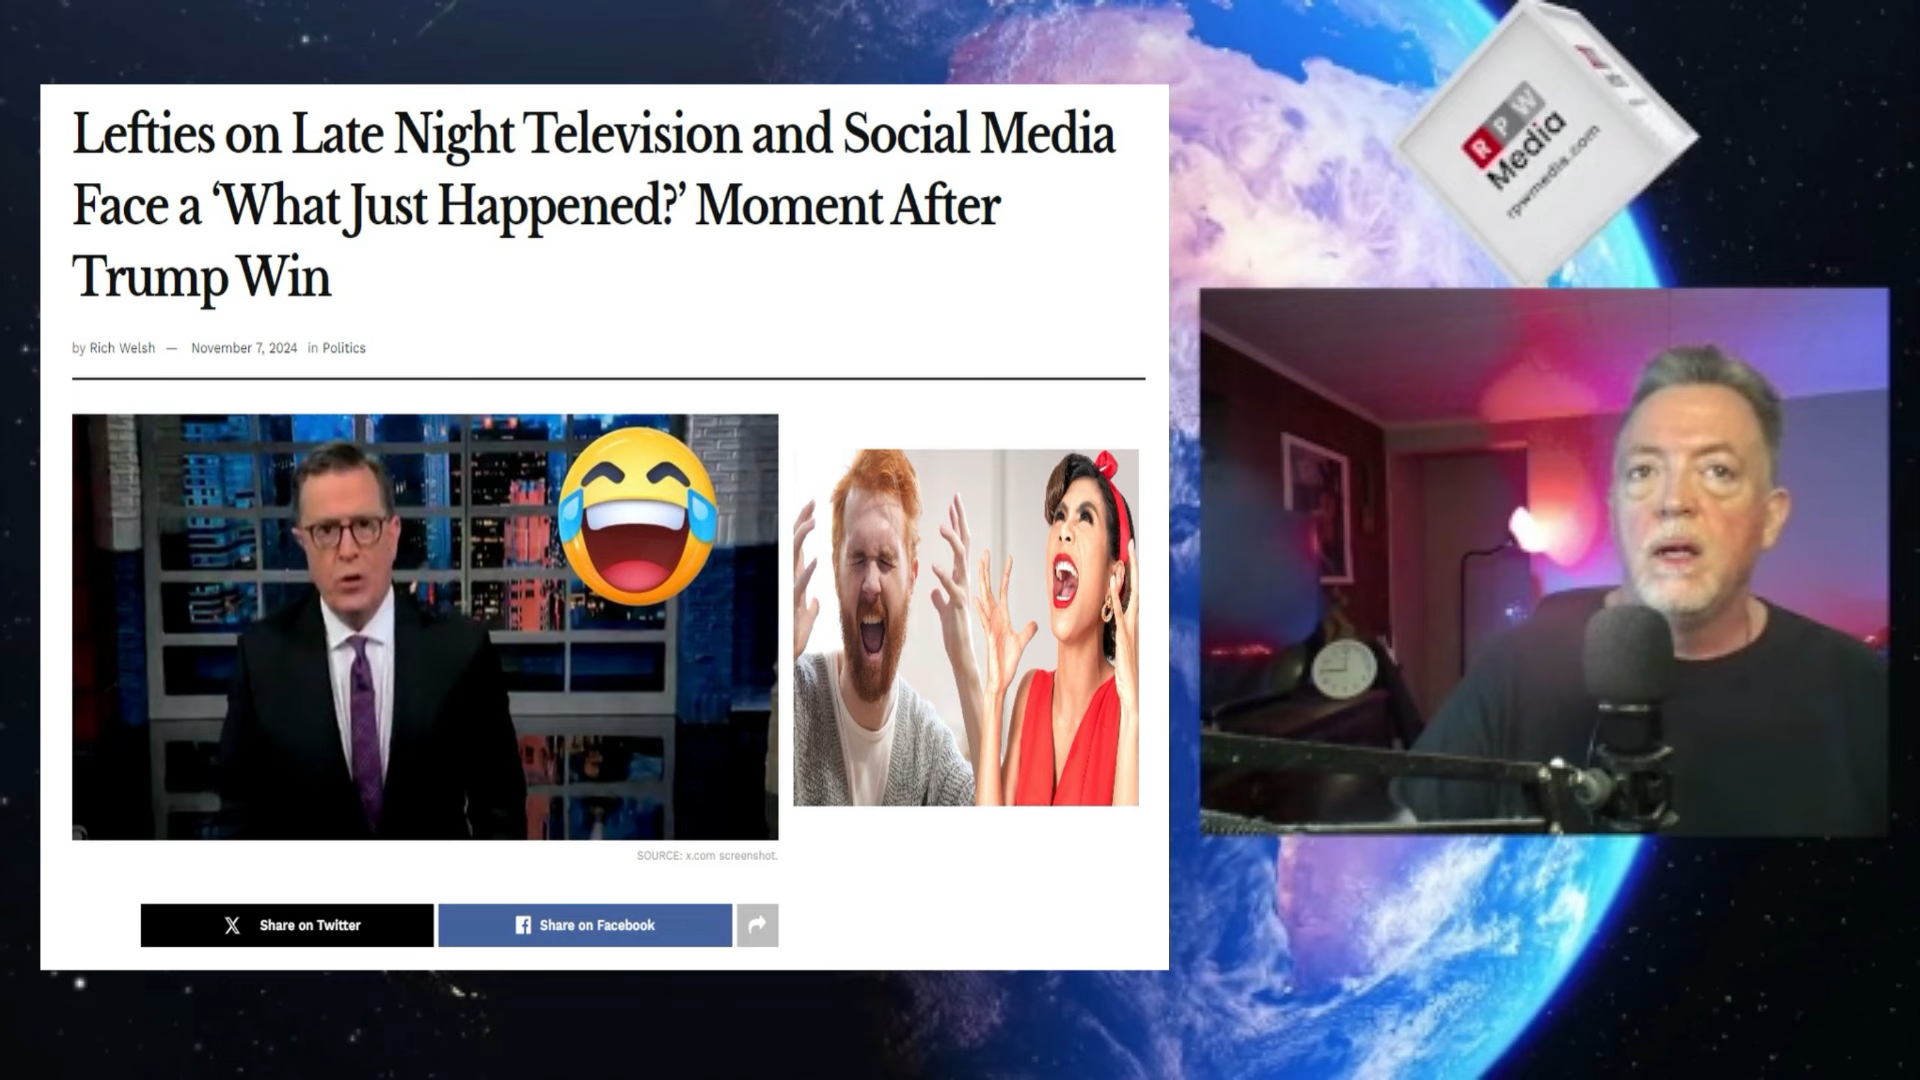 Lefties on Late Night Television and Social Media
Face a ‘What Just Happened?’ Moment After
Trump Win
by Rich Welsh — November 7, 2024 in Politics
SOURCE: x.com screenshot.
Share on Twitter
Share on Facebook
RPW
Media
rpwmedia.com